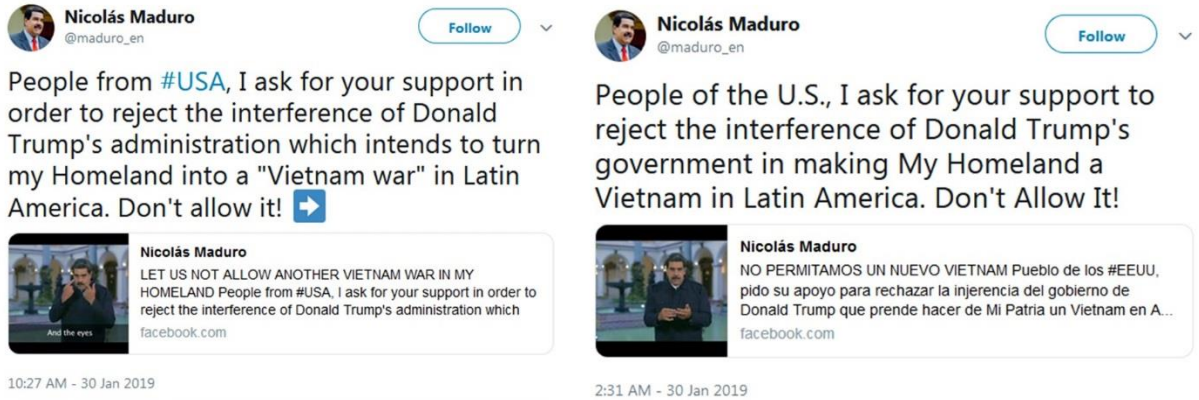 Nicolás Maduro
@maduro_en
Follow
People from #USA, I ask for your support in
order to reject the interference of Donald
Trump's administration which intends to turn
my Homeland into a "Vietnam war" in Latin
America. Don't allow it! ➡
And the eyes
Nicolás Maduro
LET US NOT ALLOW ANOTHER VIETNAM WAR IN MY
HOMELAND People from #USA, I ask for your support in order to
reject the interference of Donald Trump's administration which
facebook.com
10:27 AM - 30 Jan 2019
Nicolás Maduro
@maduro_en
Follow
People of the U.S., I ask for your support to
reject the interference of Donald Trump's
government in making My Homeland a
Vietnam in Latin America. Don't Allow It!
Nicolás Maduro
NO PERMITAMOS UN NUEVO VIETNAM Pueblo de los #EEUU,
pido su apoyo para rechazar la injerencia del gobierno de
Donald Trump que prende hacer de Mi Patria un Vietnam en A...
facebook.com
2:31 AM - 30 Jan 2019